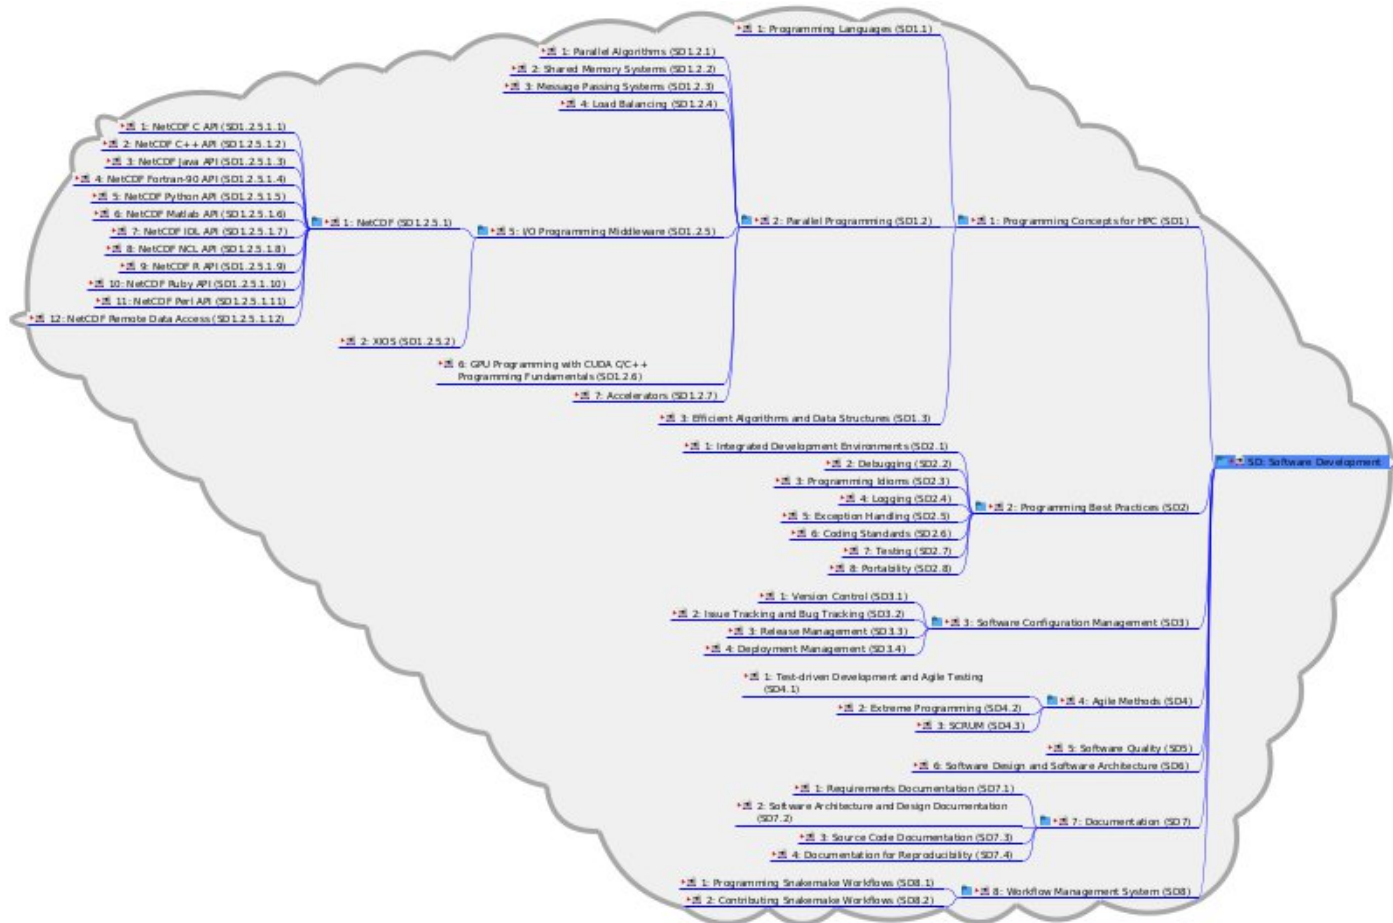 1: Programming Languages (SD1.1)
1: Parallel Algorithms (SD1.2.1)
2: Shared Memory Systems (SD1.2.2)
3: Message Passing Systems (SD1.2.3)
4: Load Balancing (SD1.2.4)
1: NetCDF C API (SD1.2.5.1.1)
2: NetCDF C++ API (SD1.2.5.1.2)
3: NetCDF Java API (SD1.2.5.1.3)
4: NetCDF Fortran-90 API (SD1.2.5.1.4)
5: NetCDF Python API (SD1.2.5.1.5)
6: NetCDF Matlab API (SD1.2.5.1.6)
7: NetCDF IDL API (SD1.2.5.1.7)
8: NetCDF NCL API (SD1.2.5.1.8)
9: NetCDF R API (SD1.2.5.1.9)
10: NetCDF Ruby API (SD1.2.5.1.10)
11: NetCDF Perl API (SD1.2.5.1.11)
12: NetCDF Remote Data Access (SD1.2.5.1.12)
1: NetCDF (SD1.2.5.1)
2: XIOS (SD1.2.5.2)
5: I/O Programming Middleware (SD1.2.5)
6: GPU Programming with CUDA C/C++
Programming Fundamentals (SD1.2.6)
7: Accelerators (SD1.2.7)
2: Parallel Programming (SD1.2)
3: Efficient Algorithms and Data Structures (SD1.3)
1: Programming Concepts for HPC (SD1)
1: Integrated Development Environments (SD2.1)
2: Debugging (SD2.2)
3: Programming Idioms (SD2.3)
4: Logging (SD2.4)
5: Exception Handling (SD2.5)
6: Coding Standards (SD2.6)
7: Testing (SD2.7)
8: Portability (SD2.8)
2: Programming Best Practices (SD2)
SD: Software Development
1: Version Control (SD3.1)
2: Issue Tracking and Bug Tracking (SD3.2)
3: Release Management (SD3.3)
4: Deployment Management (SD3.4)
3: Software Configuration Management (SD3)
1: Test-driven Development and Agile Testing
(SD4.1)
2: Extreme Programming (SD4.2)
3: SCRUM (SD4.3)
4: Agile Methods (SD4)
5: Software Quality (SD5)
6: Software Design and Software Architecture (SD6)
1: Requirements Documentation (SD7.1)
2: Software Architecture and Design Documentation
(SD7.2)
3: Source Code Documentation (SD7.3)
4: Documentation for Reproducibility (SD7.4)
7: Documentation (SD7)
1: Programming Snakemake Workflows (SD8.1)
2: Contributing Snakemake Workflows (SD8.2)
8: Workflow Management System (SD8)